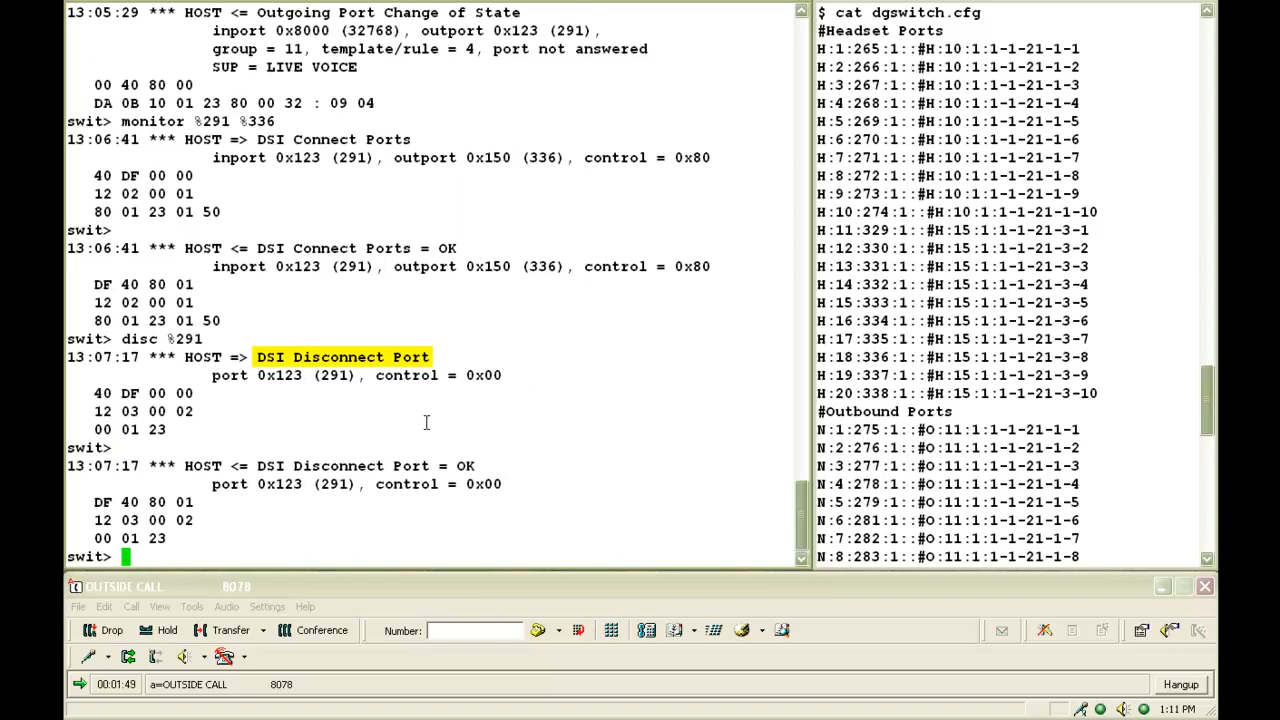 13:05:29 *** HOST <= Outgoing Port Change of State
inport 0x8000 (32768), outport 0x123 (291),
group = 11, template/rule = 4, port not answered
SUP = LIVE VOICE
00 40 80 00
DA 0B 10 01 23 80 00 32 : 09 04
swit> monitor %291 %336
13:06:41 *** HOST => DSI Connect Ports
inport 0x123 (291), outport 0x150 (336), control = 0x80
40 DF 00 00
12 02 00 01
80 01 23 01 50
swit>
13:06:41 *** HOST <= DSI Connect Ports = OK
inport 0x123 (291), outport 0x150 (336), control = 0x80
DF 40 80 01
12 02 00 01
80 01 23 01 50
swit> disc %291
13:07:17 *** HOST => DSI Disconnect Port
port 0x123 (291), control = 0x00
40 DF 00 00
12 03 00 02
00 01 23
swit>
13:07:17 *** HOST <= DSI Disconnect Port = OK
port 0x123 (291), control = 0x00
DF 40 80 01
12 03 00 02
00 01 23
swit>
$ cat dgswitch.cfg
#Headset Ports
H:1:265:1::#H:10:1:1-1-21-1-1
H:2:266:1::#H:10:1:1-1-21-1-2
H:3:267:1::#H:10:1:1-1-21-1-3
H:4:268:1::#H:10:1:1-1-21-1-4
H:5:269:1::#H:10:1:1-1-21-1-5
H:6:270:1::#H:10:1:1-1-21-1-6
H:7:271:1::#H:10:1:1-1-21-1-7
H:8:272:1::#H:10:1:1-1-21-1-8
H:9:273:1::#H:10:1:1-1-21-1-9
H:10:274:1::#H:10:1:1-1-21-1-10
H:11:329:1::#H:15:1:1-1-21-3-1
H:12:330:1::#H:15:1:1-1-21-3-2
H:13:331:1::#H:15:1:1-1-21-3-3
H:14:332:1::#H:15:1:1-1-21-3-4
H:15:333:1::#H:15:1:1-1-21-3-5
H:16:334:1::#H:15:1:1-1-21-3-6
H:17:335:1::#H:15:1:1-1-21-3-7
H:18:336:1::#H:15:1:1-1-21-3-8
H:19:337:1::#H:15:1:1-1-21-3-9
H:20:338:1::#H:15:1:1-1-21-3-10
#Outbound Ports
N:1:275:1::#O:11:1:1-1-21-1-1
N:2:276:1::#O:11:1:1-1-21-1-2
N:3:277:1::#O:11:1:1-1-21-1-3
N:4:278:1::#O:11:1:1-1-21-1-4
N:5:279:1::#O:11:1:1-1-21-1-5
N:6:281:1::#O:11:1:1-1-21-1-6
N:7:282:1::#O:11:1:1-1-21-1-7
N:8:283:1::#O:11:1:1-1-21-1-8
OUTSIDE CALL 8078
File Edit Call View Tools Audio Settings Help
Drop Hold Transfer Conference Number:
00:01:49 a=OUTSIDE CALL 8078 Hangup
1:11 PM